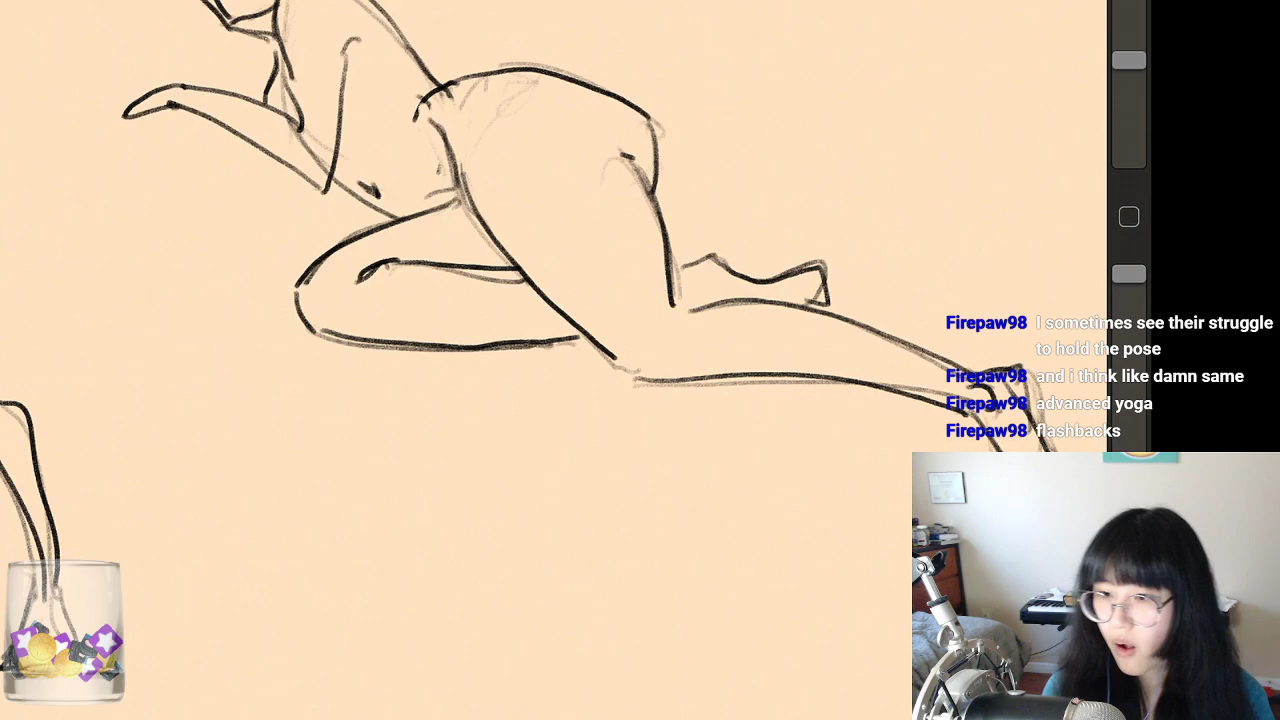 Firepaw98 I sometimes see their struggle
to hold the pose
Firepaw98 and i think like damn same
Firepaw98 advanced yoga
Firepaw98 flashbacks